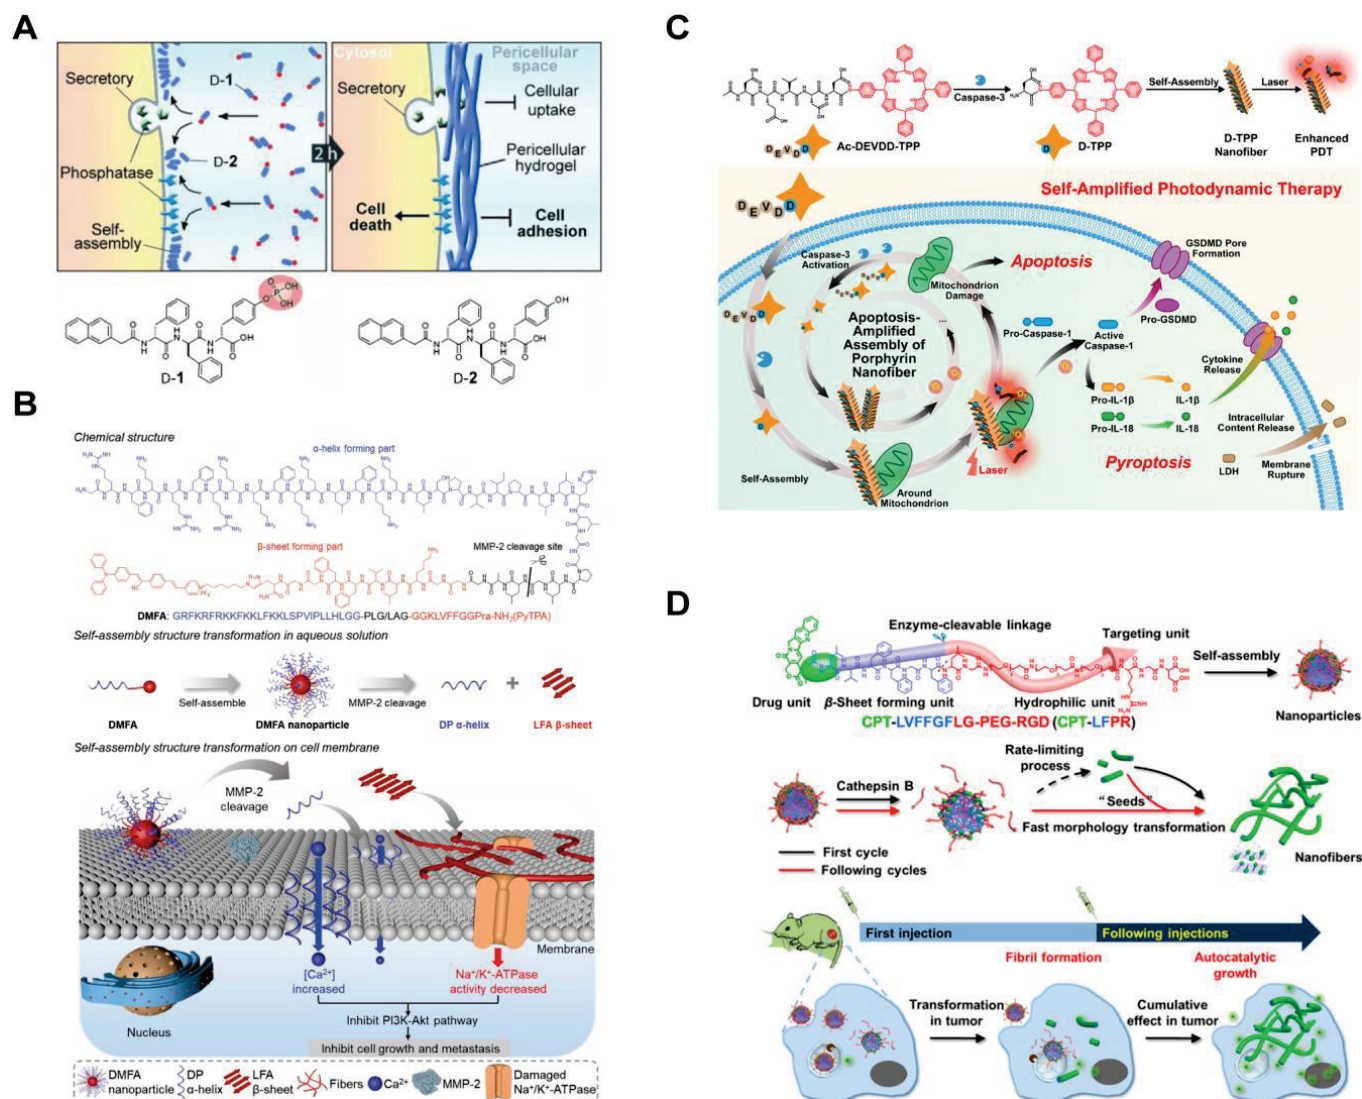 A
Cytosol
Pericellular
space
Secretory
D-1
Secretory
Cellular
uptake
D-2
2 h
Pericellular
hydrogel
Phosphatase
Cell
death
Cell
adhesion
Self-
assembly
D-1
D-2
B
Chemical structure
α-helix forming part
β-sheet forming part
MMP-2 cleavage site
DMFA: GRFKRFRKKFKKLFKKLSPVIPLLHLGG-PLG/LAG-GGKLVFFGGPra-NH₂(PyTPA)
Self-assembly structure transformation in aqueous solution
Self-assemble
MMP-2 cleavage
+
DMFA
DMFA nanoparticle
DP α-helix
LFA β-sheet
Self-assembly structure transformation on cell membrane
MMP-2
cleavage
Membrane
[Ca²⁺]
increased
Na⁺/K⁺-ATPase
activity decreased
Nucleus
Inhibit PI3K-Akt pathway
Inhibit cell growth and metastasis
DMFA
nanoparticle
DP
α-helix
LFA
β-sheet
Fibers
Ca²⁺
MMP-2
Damaged
Na⁺/K⁺-ATPase
C
Caspase-3
Self-Assembly
Laser
Ac-DEVDD-TPP
D-TPP
D-TPP
Nanofiber
Enhanced
PDT
D E V D D
D
Self-Amplified Photodynamic Therapy
D E V D D
Caspase-3
Activation
Mitochondrion
Damage
Apoptosis
GSDMD Pore
Formation
D E V D D
Apoptosis-
Amplified
Assembly of
Porphyrin
Nanofiber
...
Pro-Caspase-1
Active
Caspase-1
Pro-GSDMD
Cytokine
Release
Pro-IL-1β
IL-1β
Pro-IL-18
IL-18
Intracellular
Content Release
Laser
Pyroptosis
LDH
Membrane
Rupture
Self-Assembly
Around
Mitochondrion
D
Enzyme-cleavable linkage
Targeting unit
Self-assembly
Drug unit
β-Sheet forming unit
Hydrophilic unit
Nanoparticles
CPT-LVFFGFLG-PEG-RGD (CPT-LFPR)
Rate-limiting
process
Cathepsin B
"Seeds"
Fast morphology transformation
First cycle
Following cycles
Nanofibers
First injection
Following injections
Fibril formation
Autocatalytic
growth
Transformation
in tumor
Cumulative
effect in tumor